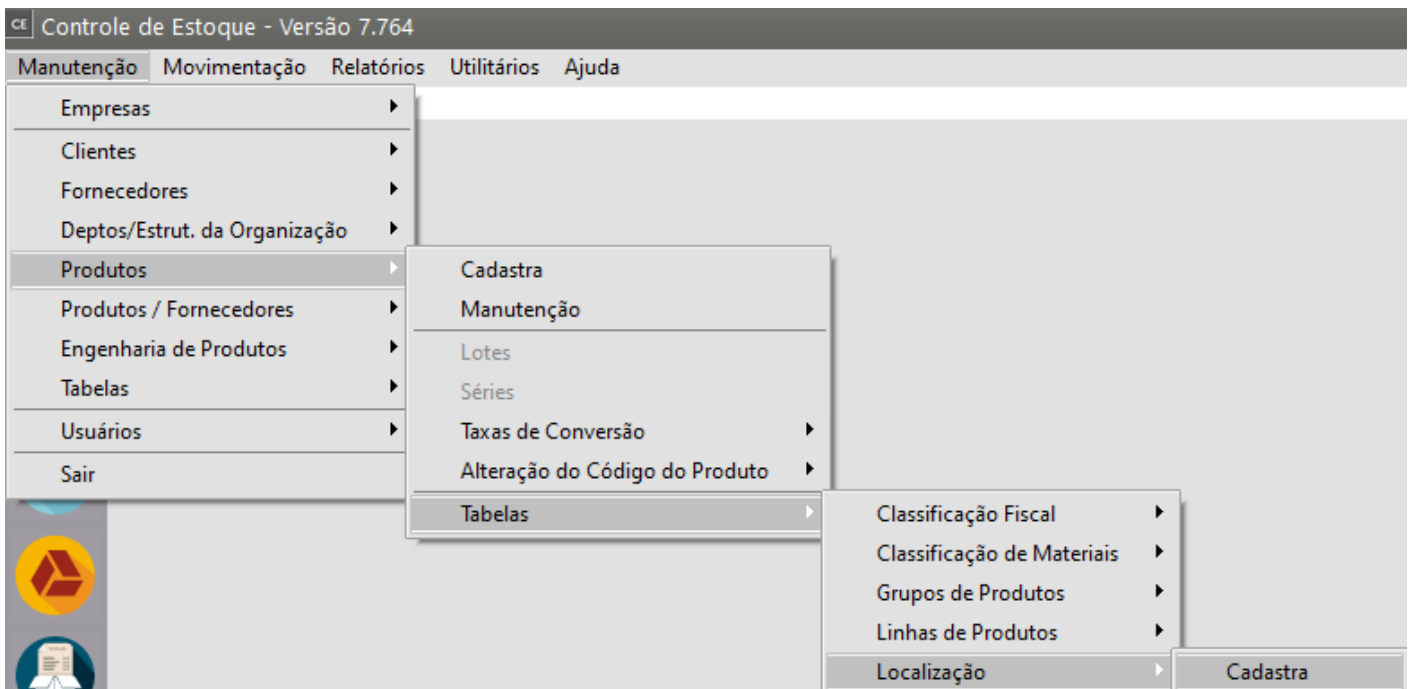 CE Controle de Estoque - Versão 7.764
Manutenção Movimentação Relatórios Utilitários Ajuda
Empresas
Clientes
Fornecedores
Deptos/Estrut. da Organização
Produtos
Produtos / Fornecedores
Engenharia de Produtos
Tabelas
Usuários
Sair
Cadastra
Manutenção
Lotes
Séries
Taxas de Conversão
Alteração do Código do Produto
Tabelas
Classificação Fiscal
Classificação de Materiais
Grupos de Produtos
Linhas de Produtos
Localização
Cadastra